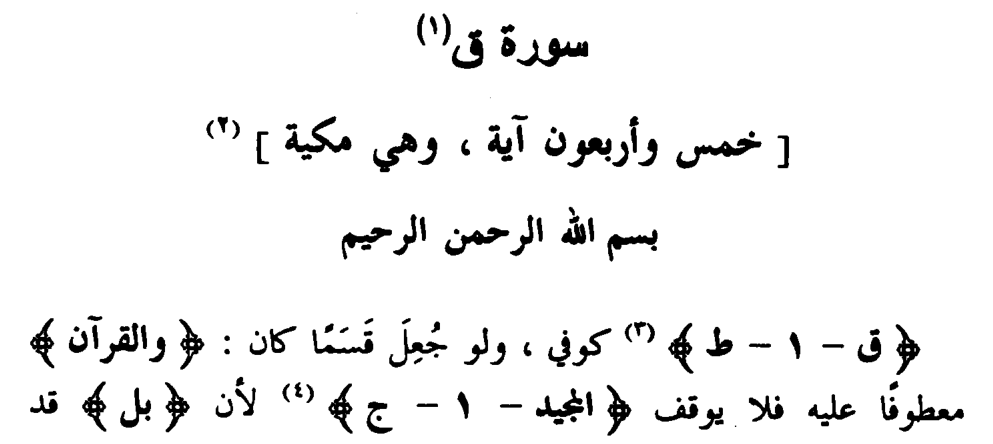 سورة ق(١)
[ خمس وأربعون آية ، وهي مكية ] (٢)
بسم الله الرحمن الرحيم
﴿ ق – ١ – ط ﴾ (٣) كوفي ، ولو جُعِلَ قَسَمًا كان : ﴿ والقرآن ﴾
معطوفًا عليه فلا يوقف ﴿ المجيد – ١ – ج ﴾ (٤) لأن ﴿ بل ﴾ قد